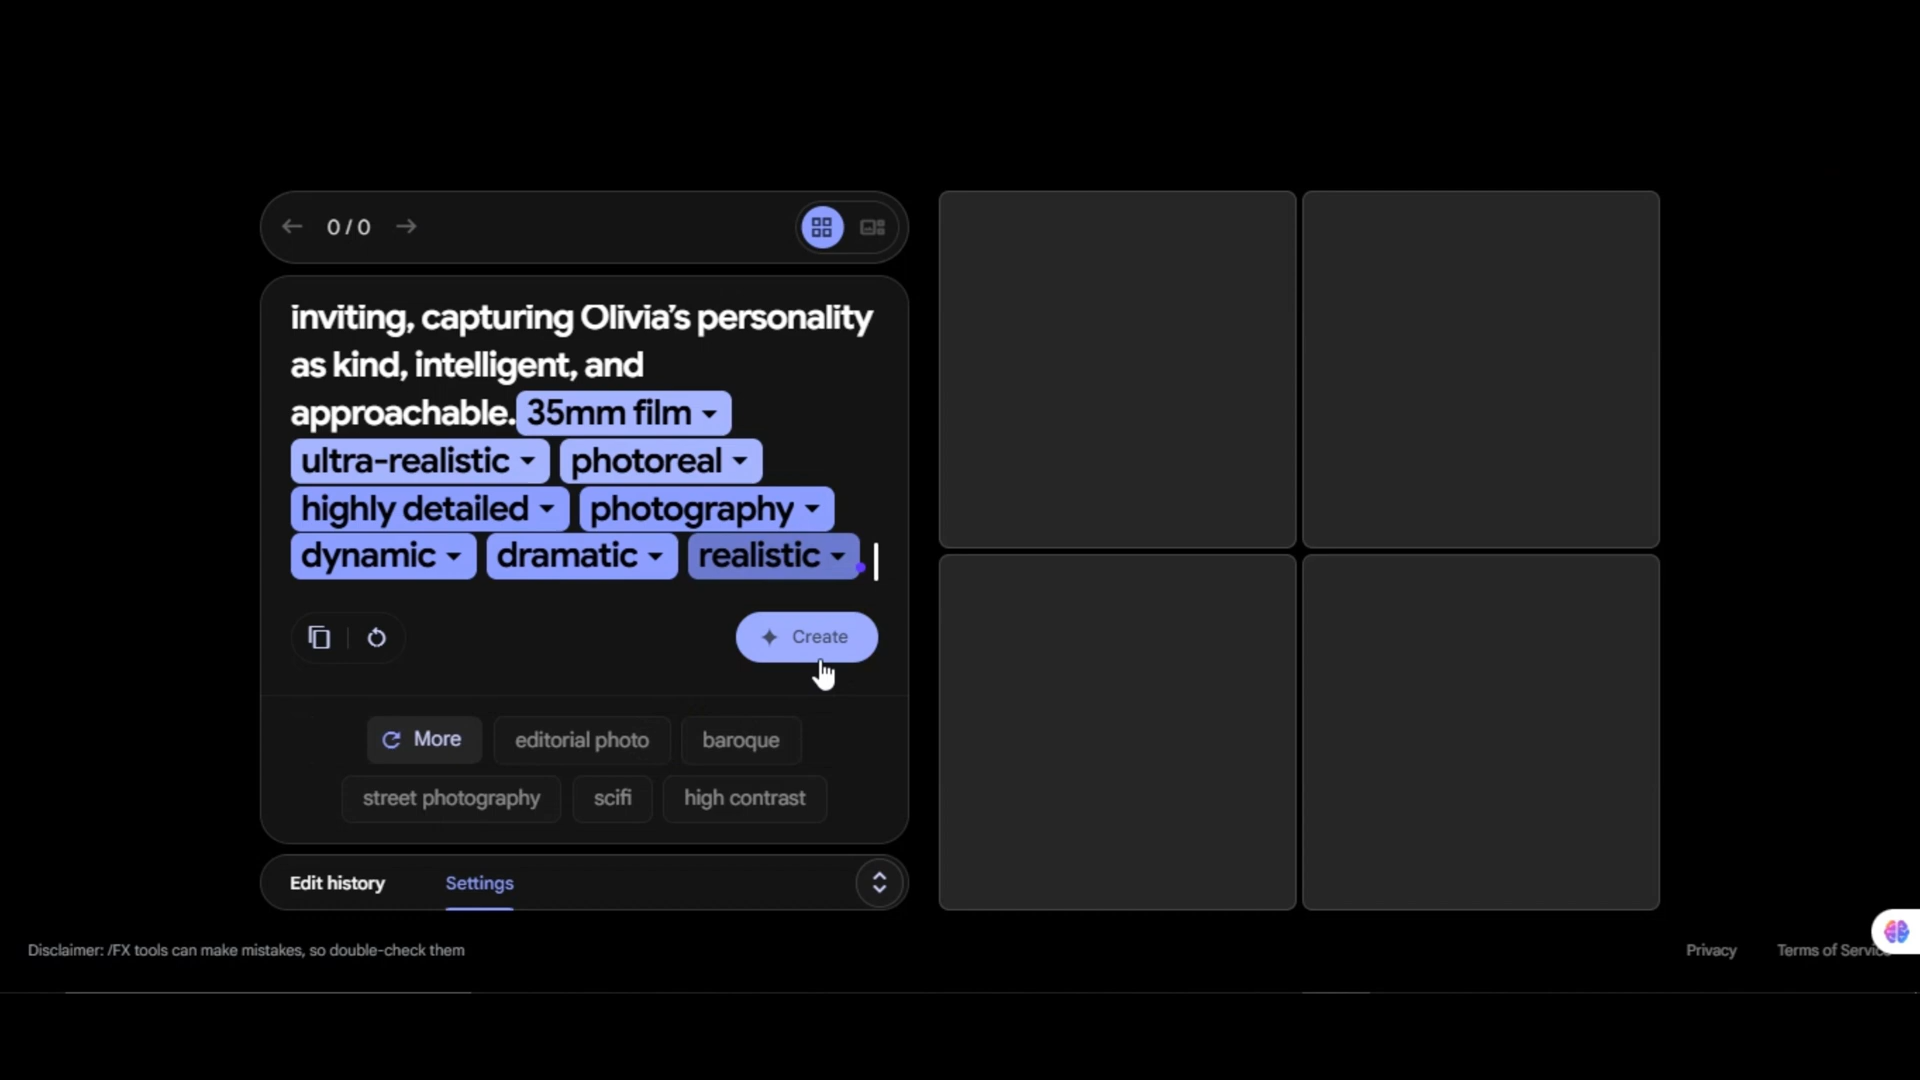 0 / 0
inviting, capturing Olivia’s personality
as kind, intelligent, and
approachable. 35mm film
ultra-realistic photoreal
highly detailed photography
dynamic dramatic realistic
Create
More editorial photo baroque
street photography scifi high contrast
Edit history Settings
Disclaimer: /FX tools can make mistakes, so double-check them
Privacy Terms of